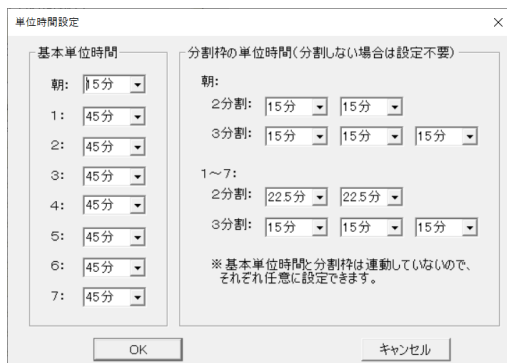 単位時間設定
基本単位時間
朝: 15分
1: 45分
2: 45分
3: 45分
4: 45分
5: 45分
6: 45分
7: 45分
分割枠の単位時間(分割しない場合は設定不要)
朝:
2分割: 15分 15分
3分割: 15分 15分 15分
1~7:
2分割: 22.5分 22.5分
3分割: 15分 15分 15分
※基本単位時間と分割枠は連動していないので、
それぞれ任意に設定できます。
OK キャンセル